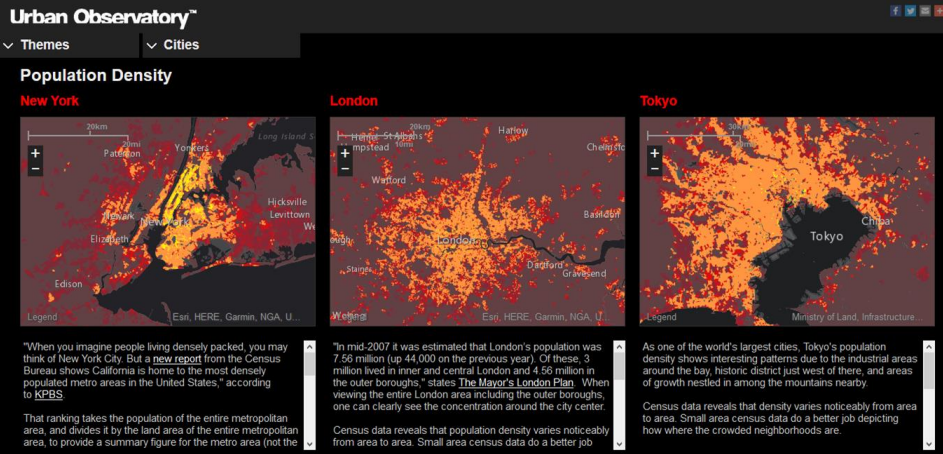 Urban Observatory™
Themes
Cities
Population Density
New York
20km
20mi
Long Island S
Paterson
Yonkers
+
−
Hicksville
Levittown
We
Newark
New York
Elizabeth
Edison
Legend
Esri, HERE, Garmin, NGA, U...
"When you imagine people living densely packed, you may
think of New York City. But a new report from the Census
Bureau shows California is home to the most densely
populated metro areas in the United States," according
to KPBS.
That ranking takes the population of the entire metropolitan
area, and divides it by the land area of the entire metropolitan
area, to provide a summary figure for the metro area (not the
London
20km
10mi
Hemel
Hempstead
St Albans
Harlow
+
−
Watford
Basildon
London
Staines
Dartford
Gravesend
Woking
Legend
Esri, HERE, Garmin, NGA, U...
"In mid-2007 it was estimated that London's population was
7.56 million (up 44,000 on the previous year). Of these, 3
million lived in inner and central London and 4.56 million in
the outer boroughs," states The Mayor's London Plan. When
viewing the entire London area including the outer boroughs,
one can clearly see the concentration around the city center.
Census data reveals that population density varies noticeably
from area to area. Small area census data do a better job
Tokyo
30km
+
−
Chiba
Tokyo
Legend
Ministry of Land, Infrastructure...
As one of the world's largest cities, Tokyo's population
density shows interesting patterns due to the industrial areas
around the bay, historic district just west of there, and areas
of growth nestled in among the mountains nearby.
Census data reveals that density varies noticeably from area
to area. Small area census data do a better job depicting
how where the crowded neighborhoods are.